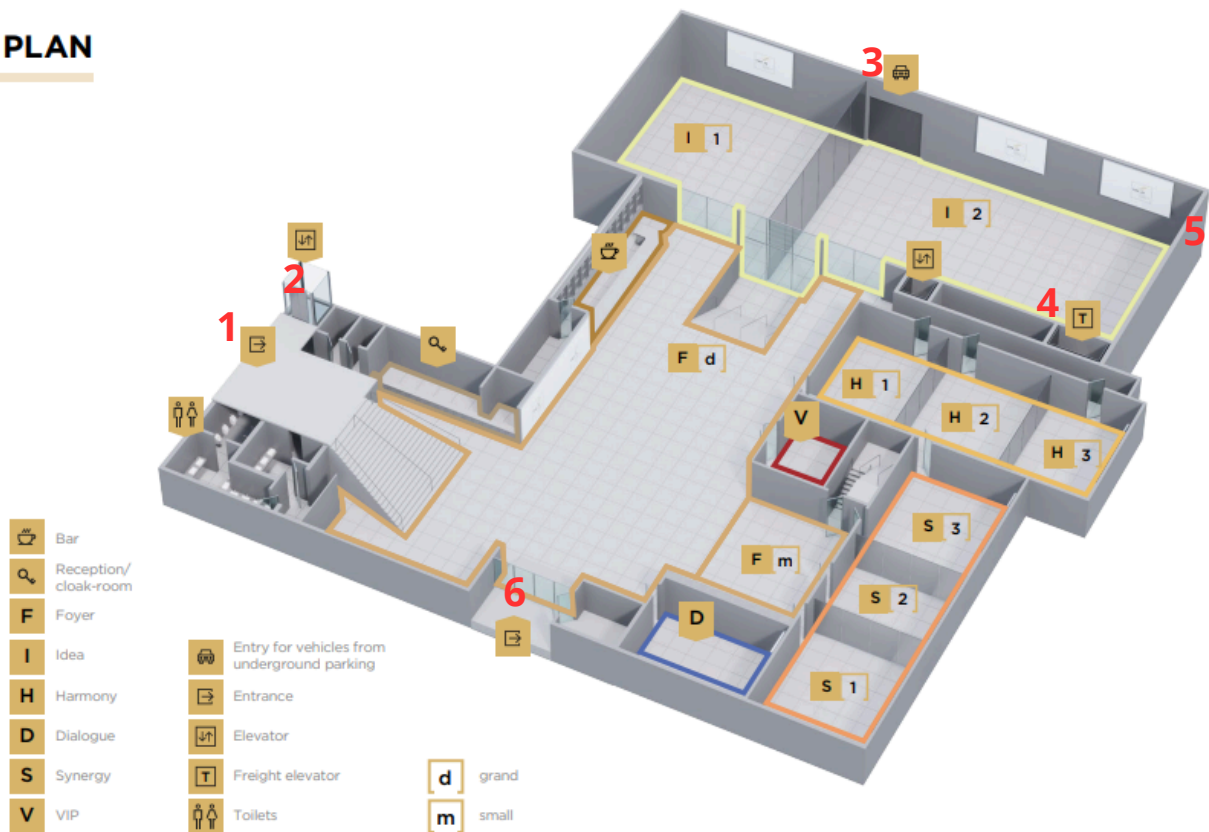 PLAN
3
I 1
I 2
5
2
4
T
1
F d
H 1
H 2
H 3
V
S 3
F m
6
S 2
D
S 1
Bar
Reception/
cloak-room
F Foyer
I Idea
Entry for vehicles from
underground parking
H Harmony
Entrance
D Dialogue
Elevator
S Synergy
T Freight elevator
d grand
V VIP
Toilets
m small